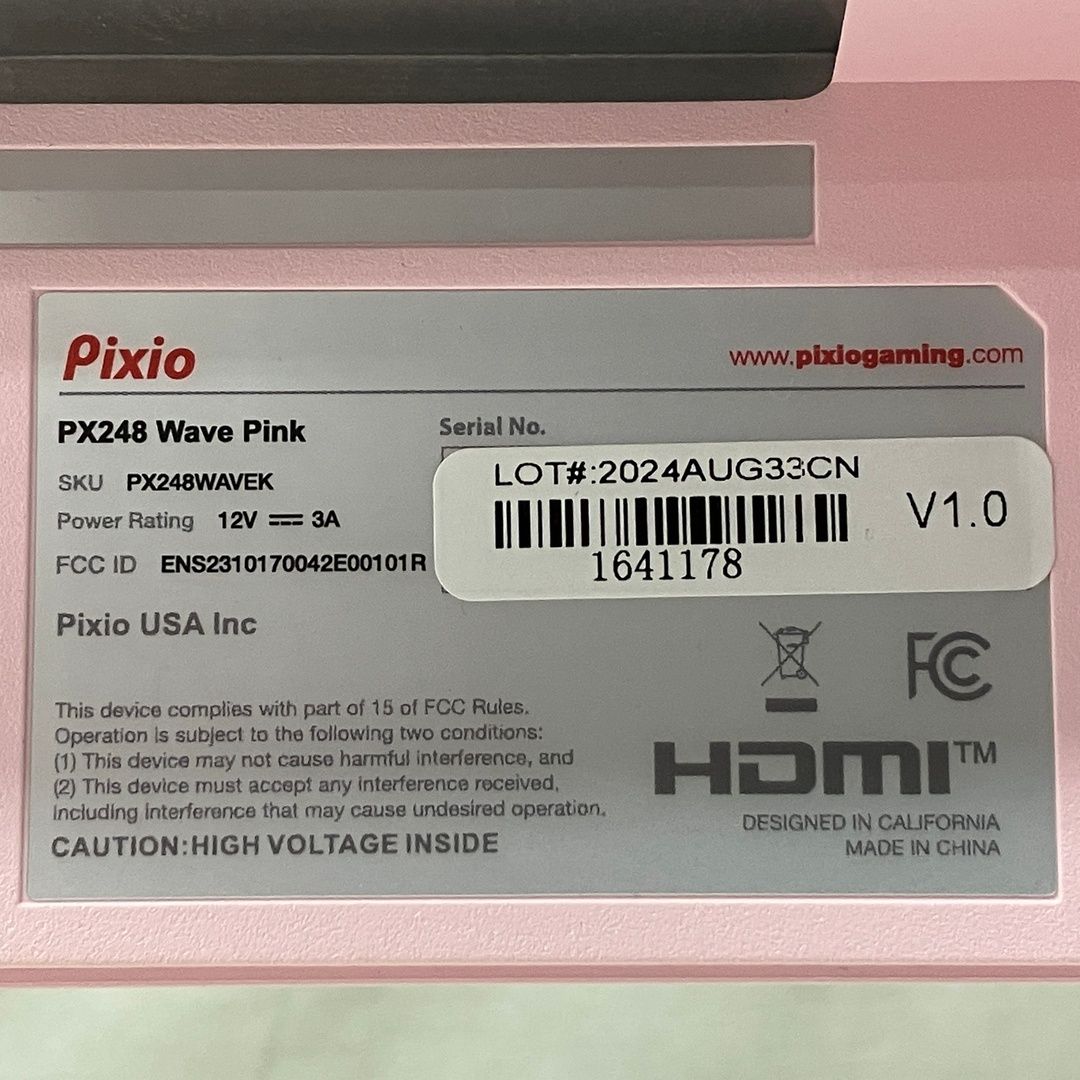 Pixio
www.pixiogaming.com
PX248 Wave Pink
SKU PX248WAVEK
Power Rating 12V ⎓ 3A
FCC ID ENS2310170042E00101R
Pixio USA Inc
Serial No.
LOT#:2024AUG33CN
V1.0
1641178
This device complies with part of 15 of FCC Rules.
Operation is subject to the following two conditions:
(1) This device may not cause harmful interference, and
(2) This device must accept any interference received,
including interference that may cause undesired operation.
CAUTION:HIGH VOLTAGE INSIDE
FC
HDMI™
DESIGNED IN CALIFORNIA
MADE IN CHINA